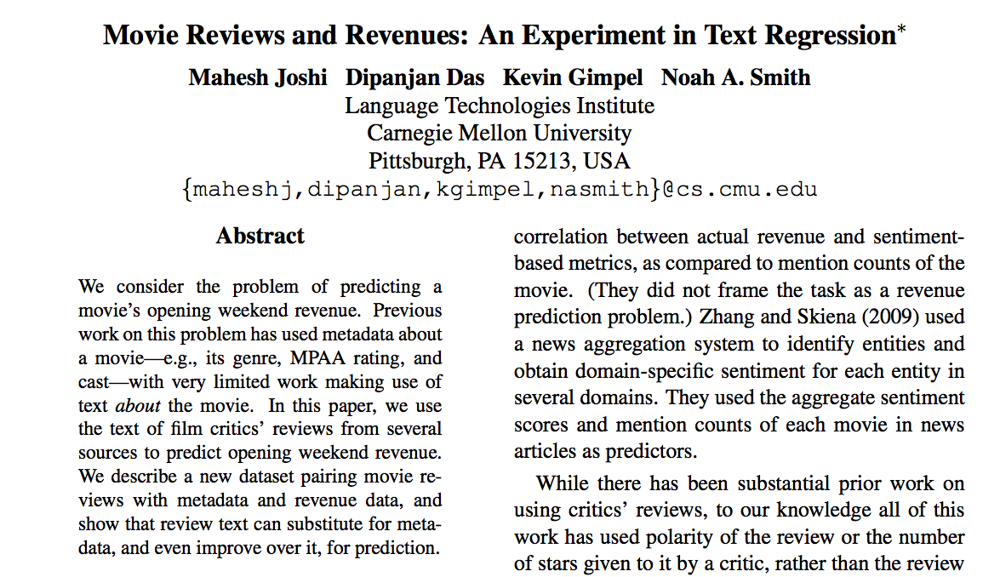 Movie Reviews and Revenues: An Experiment in Text Regression*
Mahesh Joshi Dipanjan Das Kevin Gimpel Noah A. Smith
Language Technologies Institute
Carnegie Mellon University
Pittsburgh, PA 15213, USA
{maheshj,dipanjan,kgimpel,nasmith}@cs.cmu.edu
Abstract
We consider the problem of predicting a
movie's opening weekend revenue. Previous
work on this problem has used metadata about
a movie—e.g., its genre, MPAA rating, and
cast—with very limited work making use of
text about the movie. In this paper, we use
the text of film critics' reviews from several
sources to predict opening weekend revenue.
We describe a new dataset pairing movie re-
views with metadata and revenue data, and
show that review text can substitute for meta-
data, and even improve over it, for prediction.
correlation between actual revenue and sentiment-
based metrics, as compared to mention counts of the
movie. (They did not frame the task as a revenue
prediction problem.) Zhang and Skiena (2009) used
a news aggregation system to identify entities and
obtain domain-specific sentiment for each entity in
several domains. They used the aggregate sentiment
scores and mention counts of each movie in news
articles as predictors.
While there has been substantial prior work on
using critics' reviews, to our knowledge all of this
work has used polarity of the review or the number
of stars given to it by a critic, rather than the review